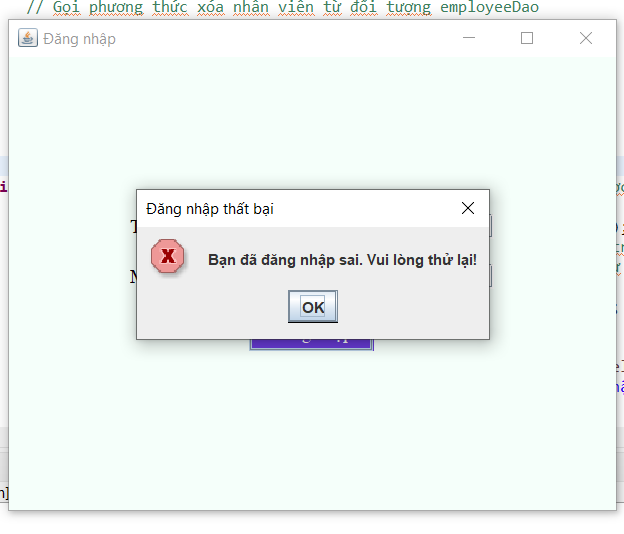 // Gọi phương thức xóa nhân viên từ đối tượng employeeDao
Đăng nhập
Đăng nhập thất bại
Bạn đã đăng nhập sai. Vui lòng thử lại!
OK